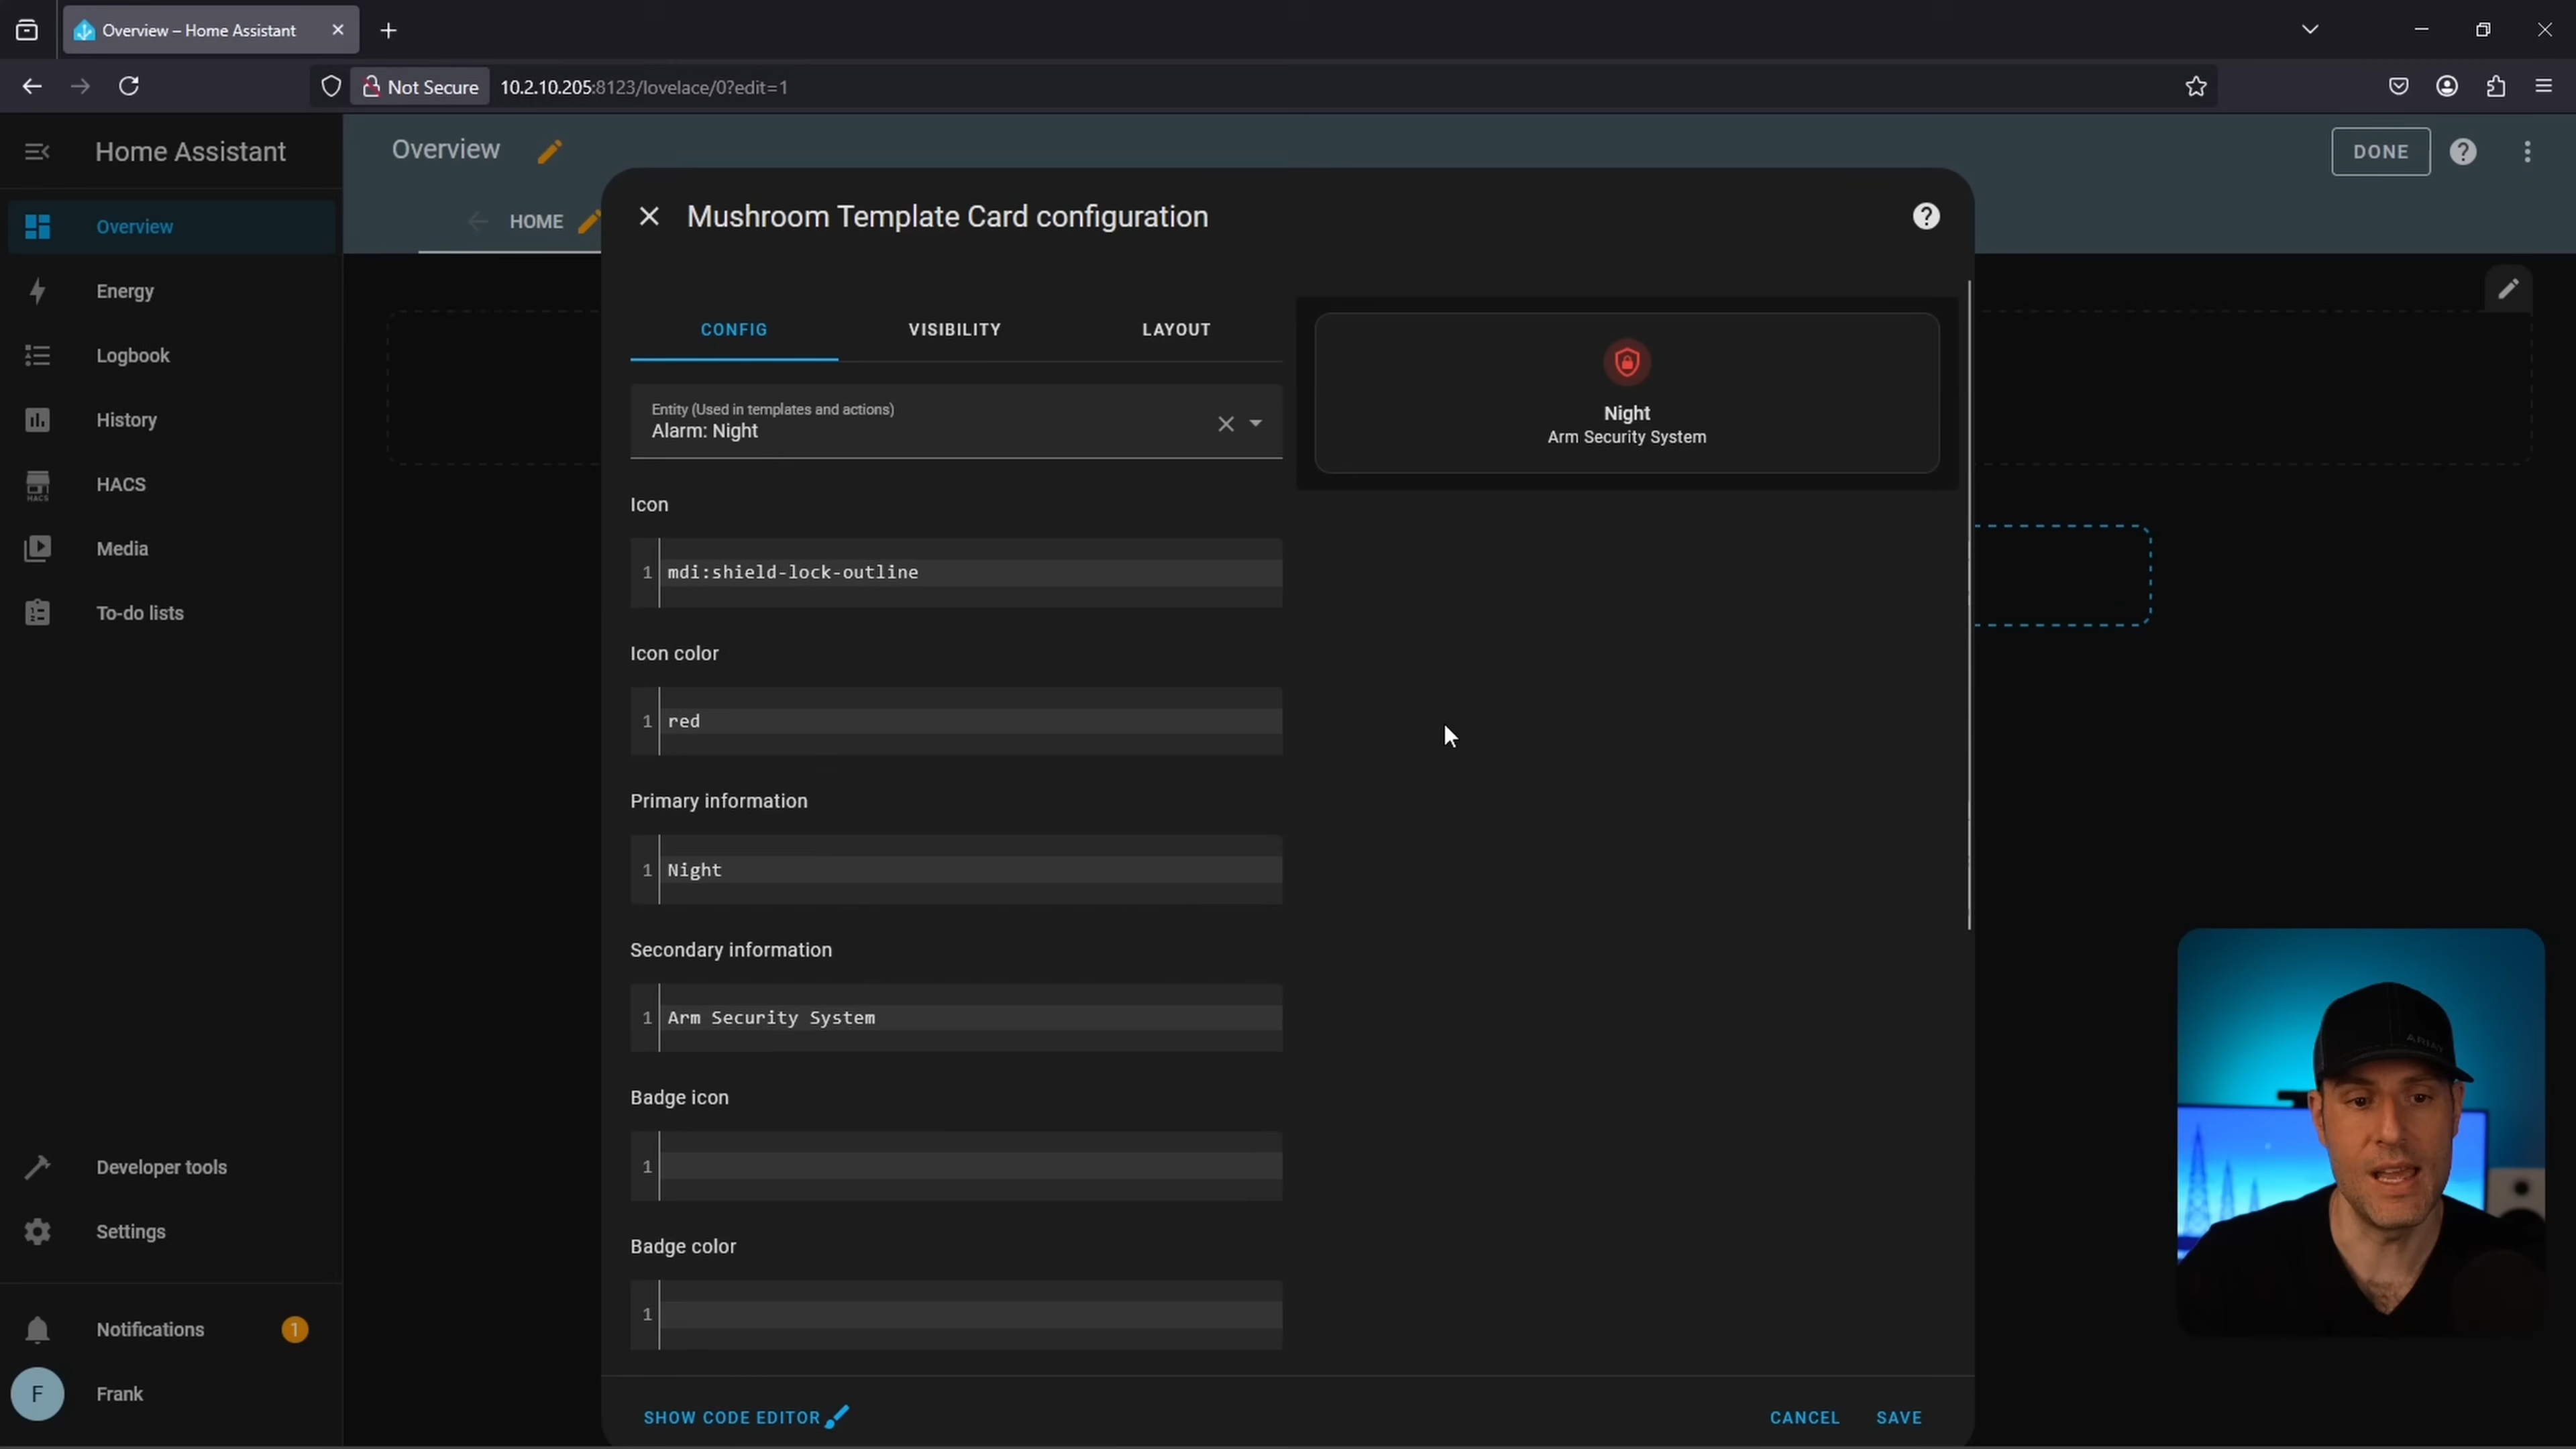 Overview – Home Assistant
Not Secure
10.2.10.205:8123/lovelace/0?edit=1
Home Assistant
Overview
DONE
HOME
Mushroom Template Card configuration
Overview
Energy
Logbook
History
HACS
HACS
Media
To-do lists
Developer tools
Settings
Notifications
1
F
Frank
CONFIG
VISIBILITY
LAYOUT
Entity (Used in templates and actions)
Alarm: Night
Icon
1 mdi:shield-lock-outline
Icon color
1 red
Primary information
1 Night
Secondary information
1 Arm Security System
Badge icon
1
Badge color
1
Night
Arm Security System
SHOW CODE EDITOR
CANCEL
SAVE